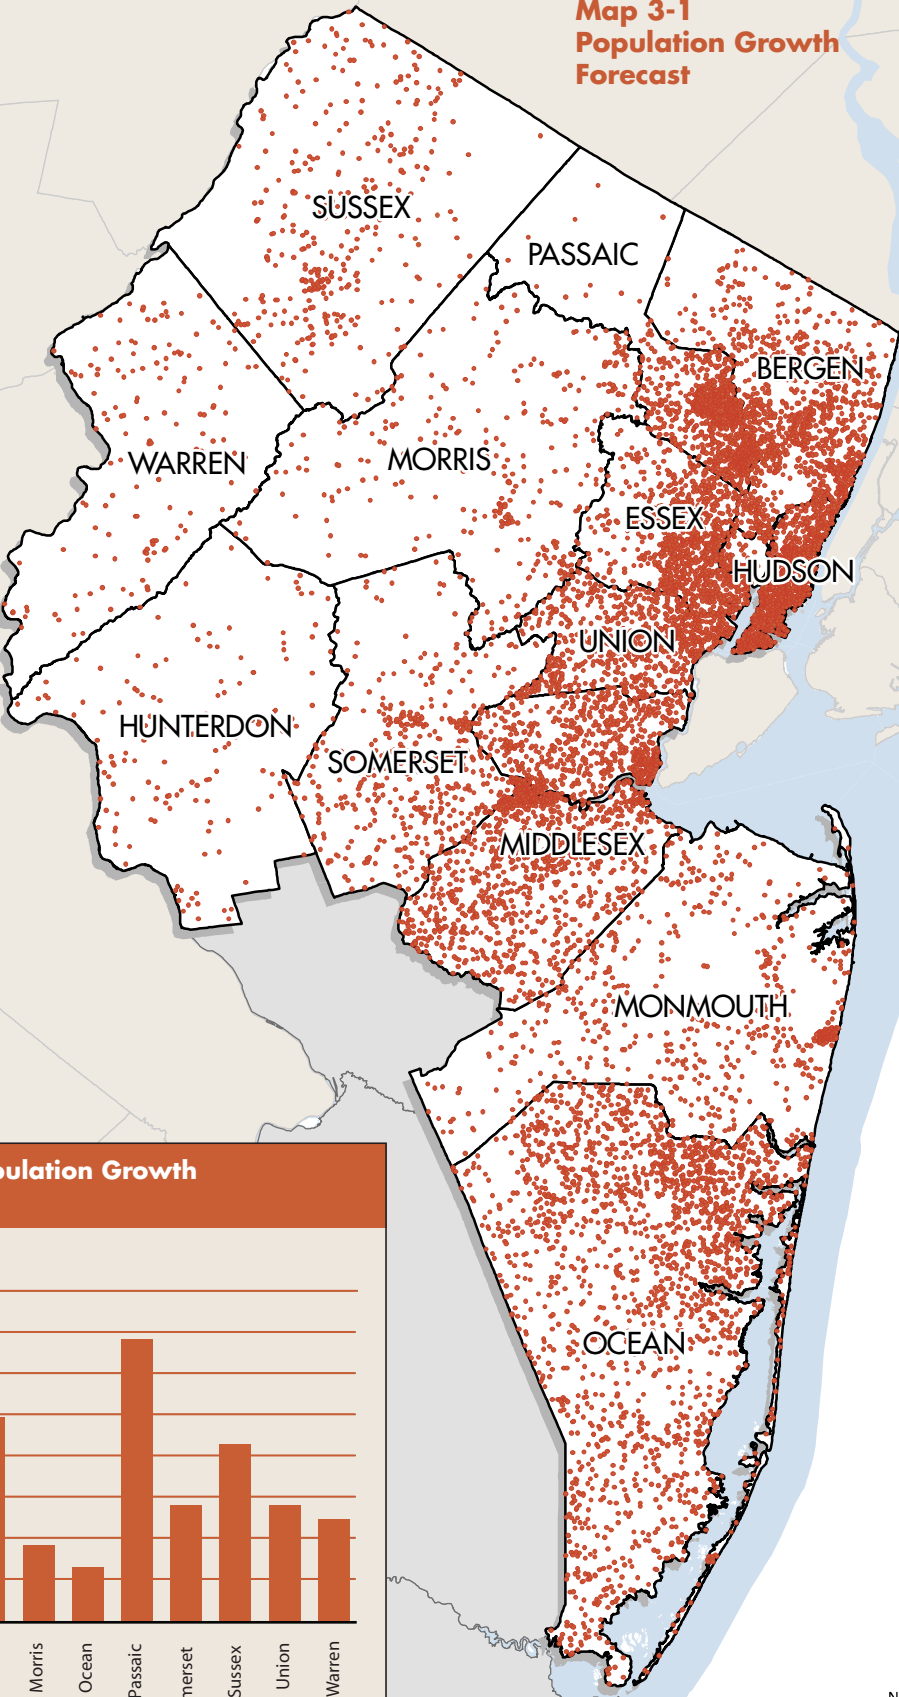 Map 3-1
Population Growth
Forecast
SUSSEX
PASSAIC
BERGEN
WARREN
MORRIS
ESSEX
HUDSON
UNION
HUNTERDON
SOMERSET
MIDDLESEX
MONMOUTH
OCEAN
pulation Growth
Morris
Ocean
Passaic
merset
Sussex
Union
Warren
N